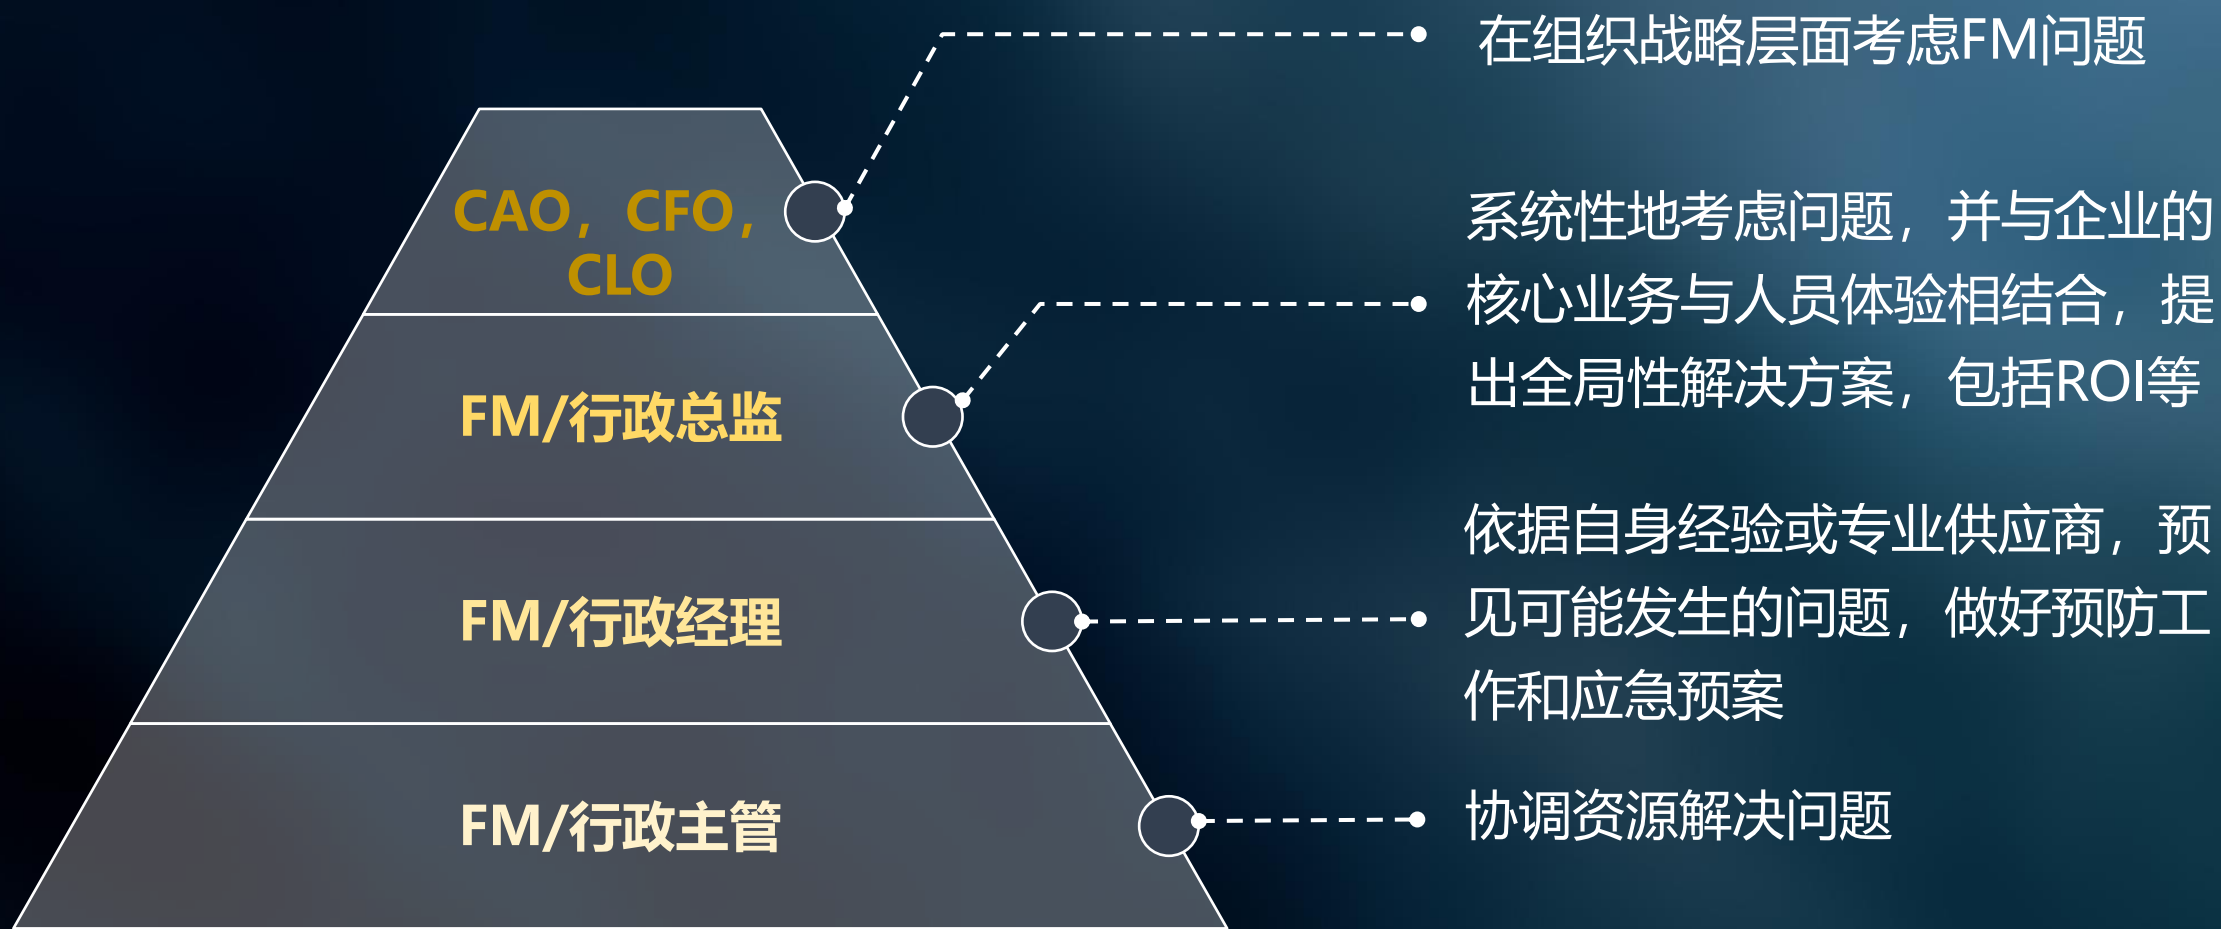 在组织战略层面考虑FM问题
CAO，CFO，
CLO
系统性地考虑问题，并与企业的
核心业务与人员体验相结合，提
出全局性解决方案，包括ROI等
FM/行政总监
依据自身经验或专业供应商，预
见可能发生的问题，做好预防工
作和应急预案
FM/行政经理
协调资源解决问题
FM/行政主管